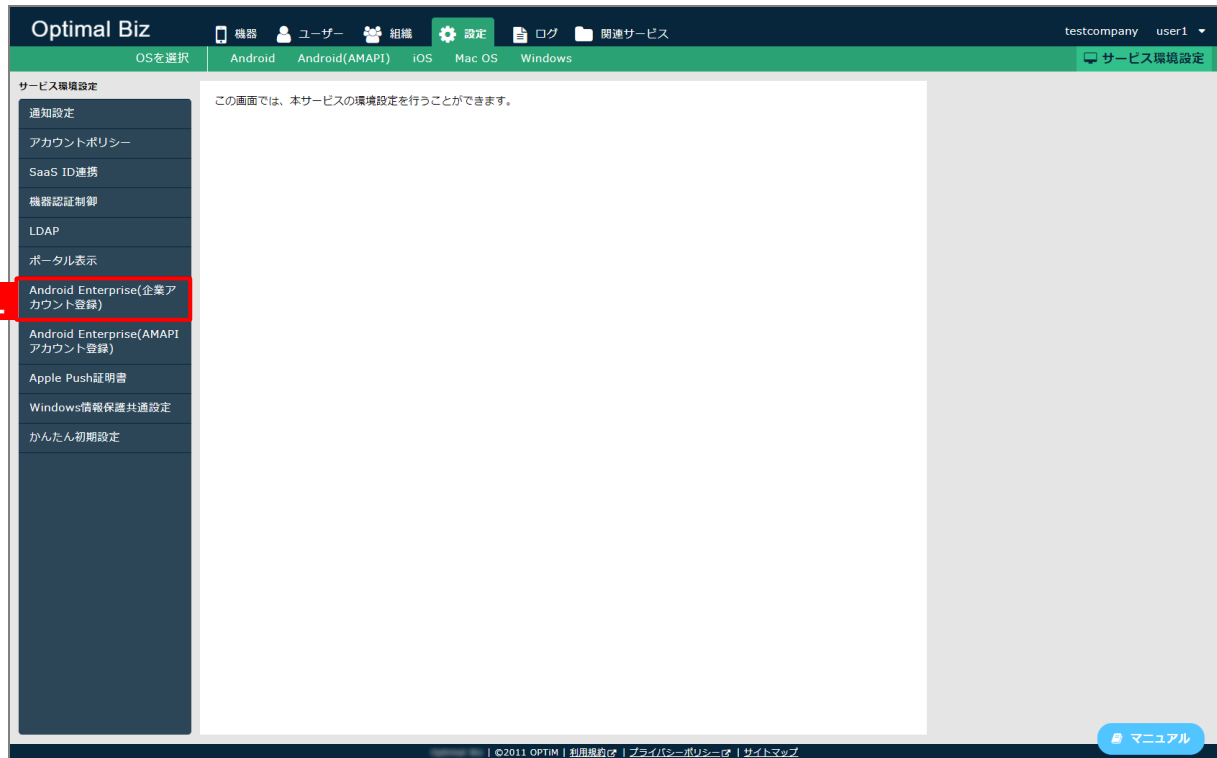 Optimal Biz
機器 ユーザー 組織 設定 ログ 関連サービス
testcompany user1
OSを選択 Android Android(AMAPI) iOS Mac OS Windows
サービス環境設定
サービス環境設定
この画面では、本サービスの環境設定を行うことができます。
通知設定
アカウントポリシー
SaaS ID連携
機器認証制御
LDAP
ポータル表示
Android Enterprise(企業ア
カウント登録)
Android Enterprise(AMAPI
アカウント登録)
Apple Push証明書
Windows情報保護共通設定
かんたん初期設定
マニュアル
| ©2011 OPTiM | 利用規約 | プライバシーポリシー | サイトマップ